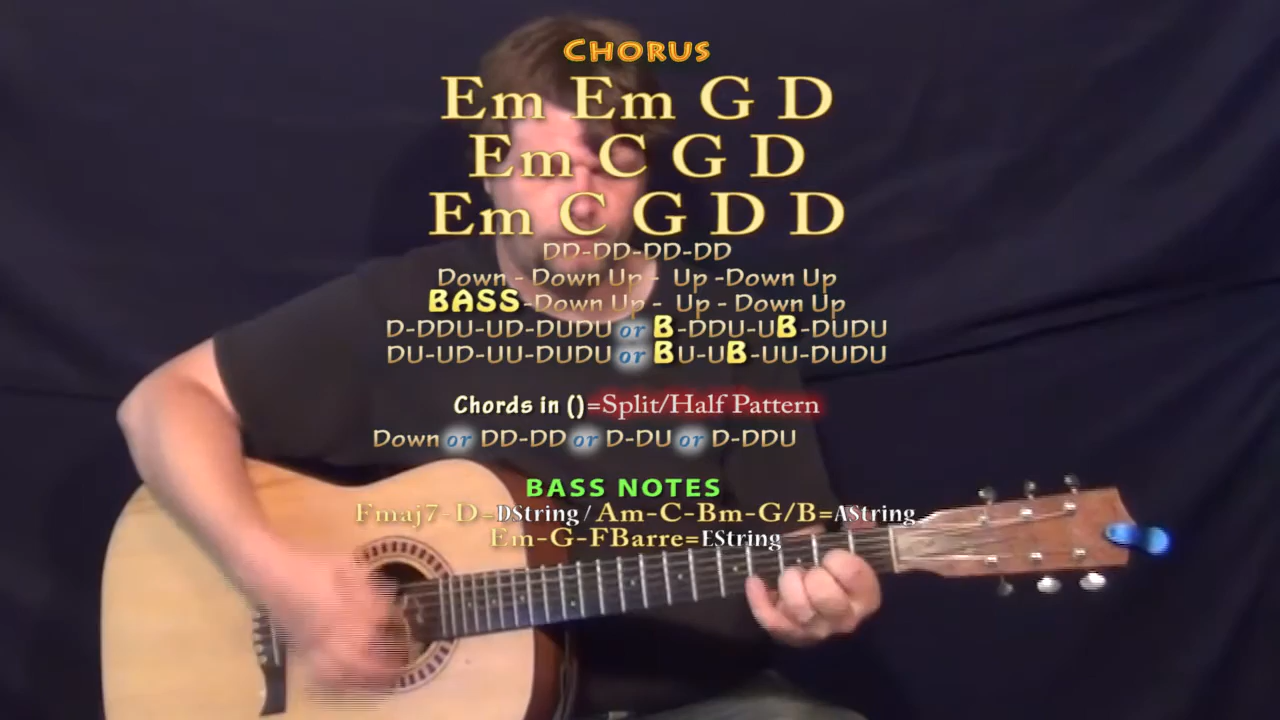 CHORUS
Em Em G D
Em C G D
Em C G D D
DD-DD-DD-DD
Down - Down Up - Up -Down Up
BASS-Down Up - Up - Down Up
D-DDU-UD-DUDU or B-DDU-UB-DUDU
DU-UD-UU-DUDU or BU-UB-UU-DUDU
Chords in ()=Split/Half Pattern
Down or DD-DD or D-DU or D-DDU
BASS NOTES
Fmaj7- D=DString / Am-C-Bm-G/B=AString
Em-G-FBarre=EString